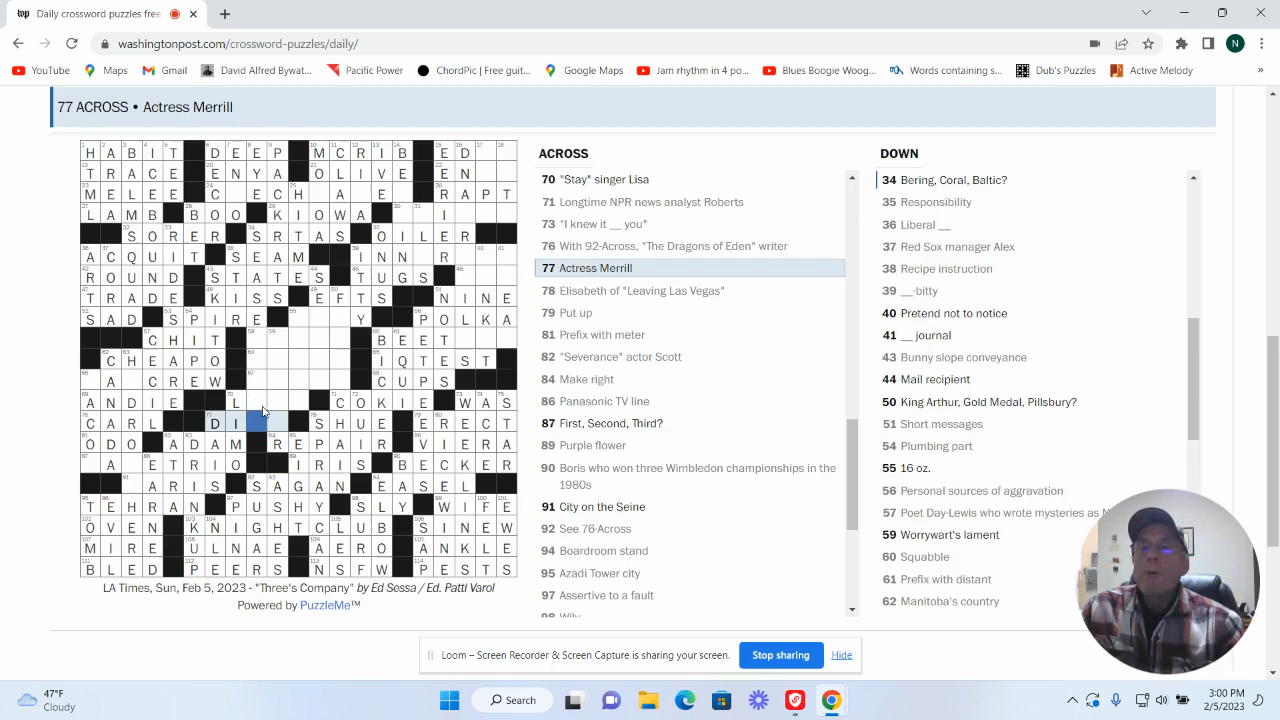 Daily crossword puzzles free
washingtonpost.com/crossword-puzzles/daily/
YouTube Maps Gmail David Alfred Bywat... Pacific Power ChordPic | Free guit... Google Maps Jam rhythm in 4 po... Blues Boogie Woog... Words containing s... Dub's Puzzles Active Melody »
77 ACROSS • Actress Merrill
H A B I T D E E P M C R I B E D
T R A C E E N Y A O L I V E E N
M E L E E C E H A E R A P T
L A M B B O O K I O W A I
S O R E R S R T A S O I L E R
A C Q U I T S E A M I N N R
R O U N D S T A T E S T U G S
T R A D E K I S S E F T S N I N E
S A D S P I R E Y P O L K A
C H I T B E E T
C H E A P O I Q T E S T
A C R E W C U P S
A N D I E L C K I E W A S
C A R L D I S H U E E R E C T
O D O A D A M R E P A I R V I E R A
A E T R I O I R I S B E C K E R
A R I S S A G A N E A S E L
T E H R A N P U S H Y S L Y W I F E
O V E N N I G H T C L U B S I N E W
M I R E U L N A E A E R O A N K L E
B L E D P E E R S N S F W P E S T S
LA Times, Sun, Feb 5, 2023 - "Three's Company" by Ed Sessa / Ed. Patti Varol
Powered by PuzzleMe™
ACROSS
70 "Stay" singer Lisa
71 Longtime NPR news analyst Roberts
73 "I knew it __ you"
76 With 92-Across, "The Dragons of Eden" writer
77 Actress Merrill
78 Elisabeth of "Leaving Las Vegas"
79 Put up
81 Prefix with meter
82 "Severance" actor Scott
84 Make right
86 Panasonic TV line
87 First, Second, Third?
89 Purple flower
90 Boris who won three Wimbledon championships in the
1980s
91 City on the Seine
92 See 76-Across
94 Boardroom stand
95 Azadi Tower city
97 Assertive to a fault
98 Wily
DOWN
34 Bering, Coral, Baltic?
35 Responsibility
36 Liberal __
37 Red Sox manager Alex
38 Recipe instruction
39 __-bitty
40 Pretend not to notice
41 __ journal
43 Bunny slope conveyance
44 Mail recipient
50 King Arthur, Gold Medal, Pillsbury?
51 Short messages
54 Plumbing part
55 16 oz.
56 Personal sources of aggravation
57 Poet Day-Lewis who wrote mysteries as
59 Worrywart's lament
60 Squabble
61 Prefix with distant
62 Manitoba's country
Loom – Screen Recorder & Screen Capture is sharing your screen. Stop sharing Hide
47°F
Cloudy
Search
3:00 PM
2/5/2023